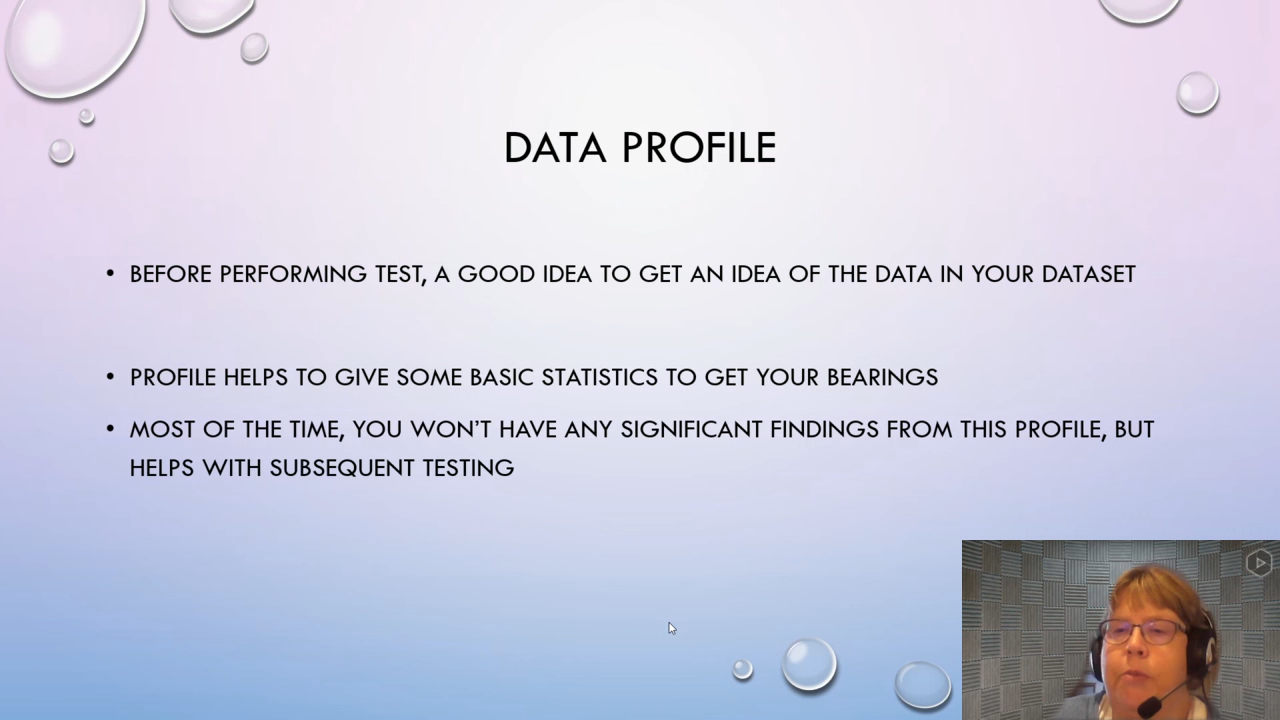 DATA PROFILE
• BEFORE PERFORMING TEST, A GOOD IDEA TO GET AN IDEA OF THE DATA IN YOUR DATASET
• PROFILE HELPS TO GIVE SOME BASIC STATISTICS TO GET YOUR BEARINGS
• MOST OF THE TIME, YOU WON'T HAVE ANY SIGNIFICANT FINDINGS FROM THIS PROFILE, BUT
HELPS WITH SUBSEQUENT TESTING